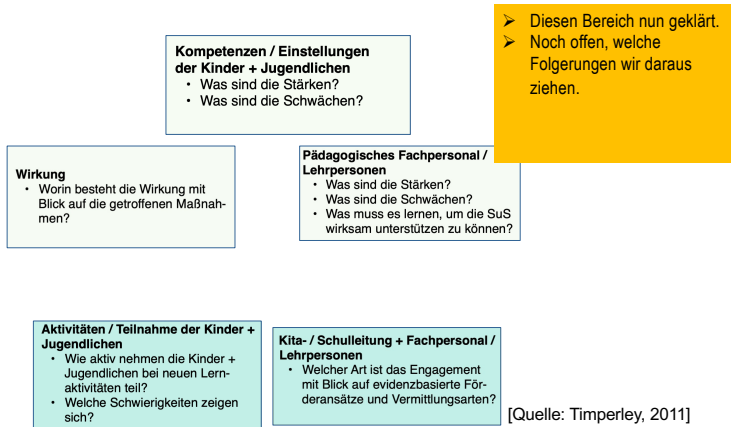 ➢ Diesen Bereich nun geklärt.
➢ Noch offen, welche
Folgerungen wir daraus
ziehen.
Kompetenzen / Einstellungen
der Kinder + Jugendlichen
• Was sind die Stärken?
• Was sind die Schwächen?
Wirkung
• Worin besteht die Wirkung mit
Blick auf die getroffenen Maßnah-
men?
Pädagogisches Fachpersonal /
Lehrpersonen
• Was sind die Stärken?
• Was sind die Schwächen?
• Was muss es lernen, um die SuS
wirksam unterstützen zu können?
Aktivitäten / Teilnahme der Kinder +
Jugendlichen
• Wie aktiv nehmen die Kinder +
Jugendlichen bei neuen Lern-
aktivitäten teil?
• Welche Schwierigkeiten zeigen
sich?
Kita- / Schulleitung + Fachpersonal /
Lehrpersonen
• Welcher Art ist das Engagement
mit Blick auf evidenzbasierte För-
deransätze und Vermittlungsarten?
[Quelle: Timperley, 2011]